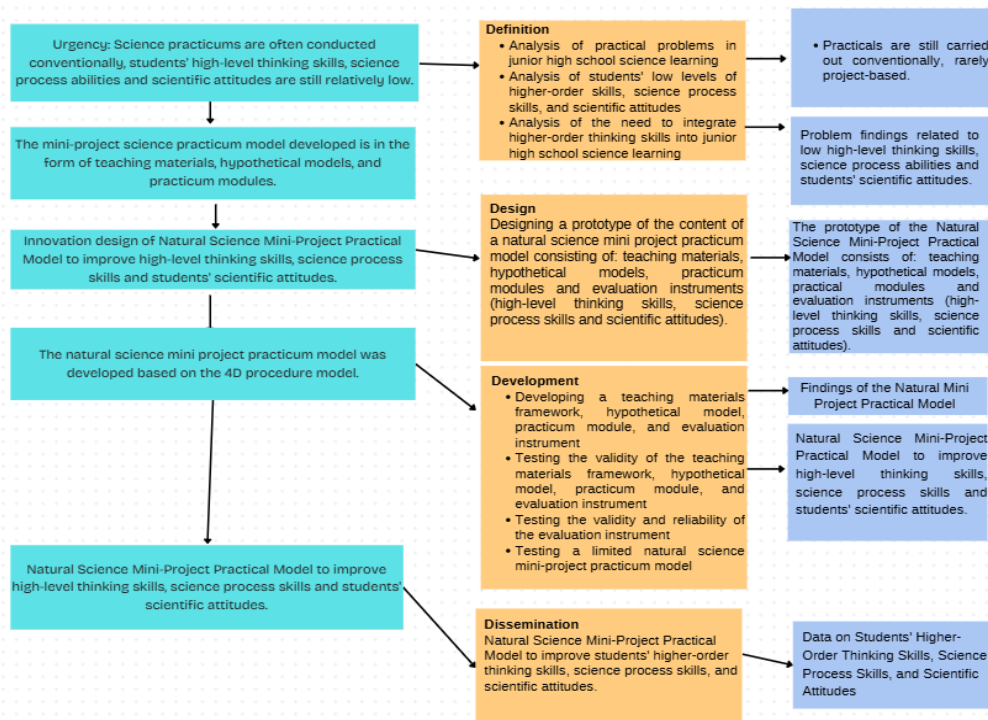 Urgency: Science practicums are often conducted
conventionally, students' high-level thinking skills, science
process abilities and scientific attitudes are still relatively low.
The mini-project science practicum model developed is in the
form of teaching materials, hypothetical models, and
practicum modules.
Innovation design of Natural Science Mini-Project Practical
Model to improve high-level thinking skills, science process
skills and students' scientific attitudes.
The natural science mini project practicum model was
developed based on the 4D procedure model.
Natural Science Mini-Project Practical Model to improve
high-level thinking skills, science process skills and students'
scientific attitudes.
Definition
• Analysis of practical problems in
junior high school science learning
• Analysis of students' low levels of
higher-order skills, science process
skills, and scientific attitudes
• Analysis of the need to integrate
higher-order thinking skills into junior
high school science learning
Design
Designing a prototype of the content of
a natural science mini project practicum
model consisting of: teaching materials,
hypothetical models, practicum
modules and evaluation instruments
(high-level thinking skills, science
process skills and scientific attitudes).
Development
• Developing a teaching materials
framework, hypothetical model,
practicum module, and evaluation
instrument
• Testing the validity of the teaching
materials framework, hypothetical
model, practicum module, and
evaluation instrument
• Testing the validity and reliability of
the evaluation instrument
• Testing a limited natural science
mini-project practicum model
Dissemination
Natural Science Mini-Project Practical
Model to improve students' higher-order
thinking skills, science process skills, and
scientific attitudes.
• Practicals are still carried
out conventionally, rarely
project-based.
Problem findings related to
low high-level thinking skills,
science process abilities and
students' scientific attitudes.
The prototype of the Natural
Science Mini-Project Practical
Model consists of: teaching
materials, hypothetical models,
practical modules and
evaluation instruments (high-
level thinking skills, science
process skills and scientific
attitudes).
Findings of the Natural Mini
Project Practical Model
Natural Science Mini-Project
Practical Model to improve
high-level thinking skills,
science process skills and
students' scientific attitudes.
Data on Students' Higher-
Order Thinking Skills, Science
Process Skills, and Scientific
Attitudes